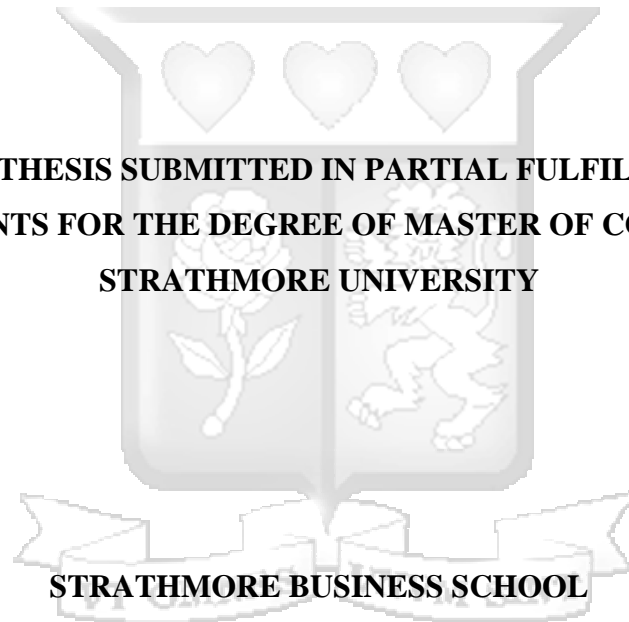 THESIS SUBMITTED IN PARTIAL FULFIL
NTS FOR THE DEGREE OF MASTER OF CO
STRATHMORE UNIVERSITY
STRATHMORE BUSINESS SCHOOL